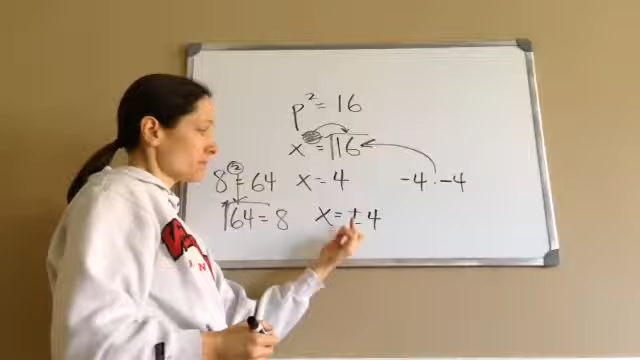 p² = 16
x = √16
8² = 64 x = 4 -4 · -4
√64 = 8 x = ± 4